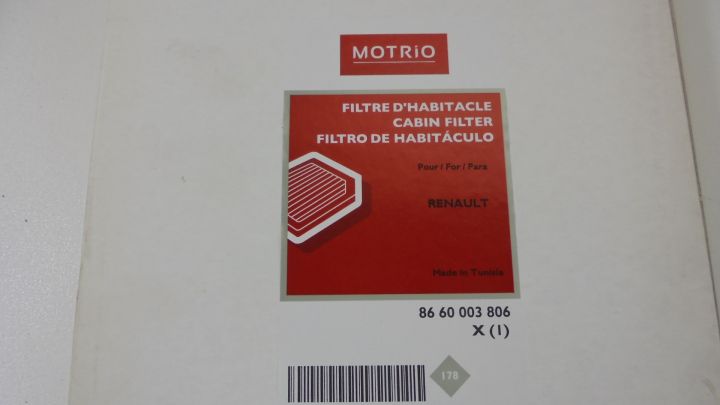 MOTRiO
FILTRE D'HABITACLE
CABIN FILTER
FILTRO DE HABITÁCULO
Pour / For / Para
RENAULT
Made in Tunisia
86 60 003 806
X (1)
178